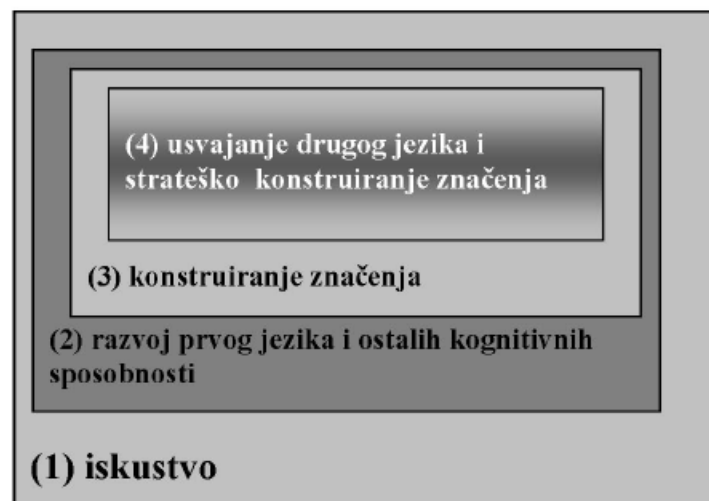 (4) usvajanje drugog jezika i
strateško konstruiranje značenja
(3) konstruiranje značenja
(2) razvoj prvog jezika i ostalih kognitivnih
sposobnosti
(1) iskustvo